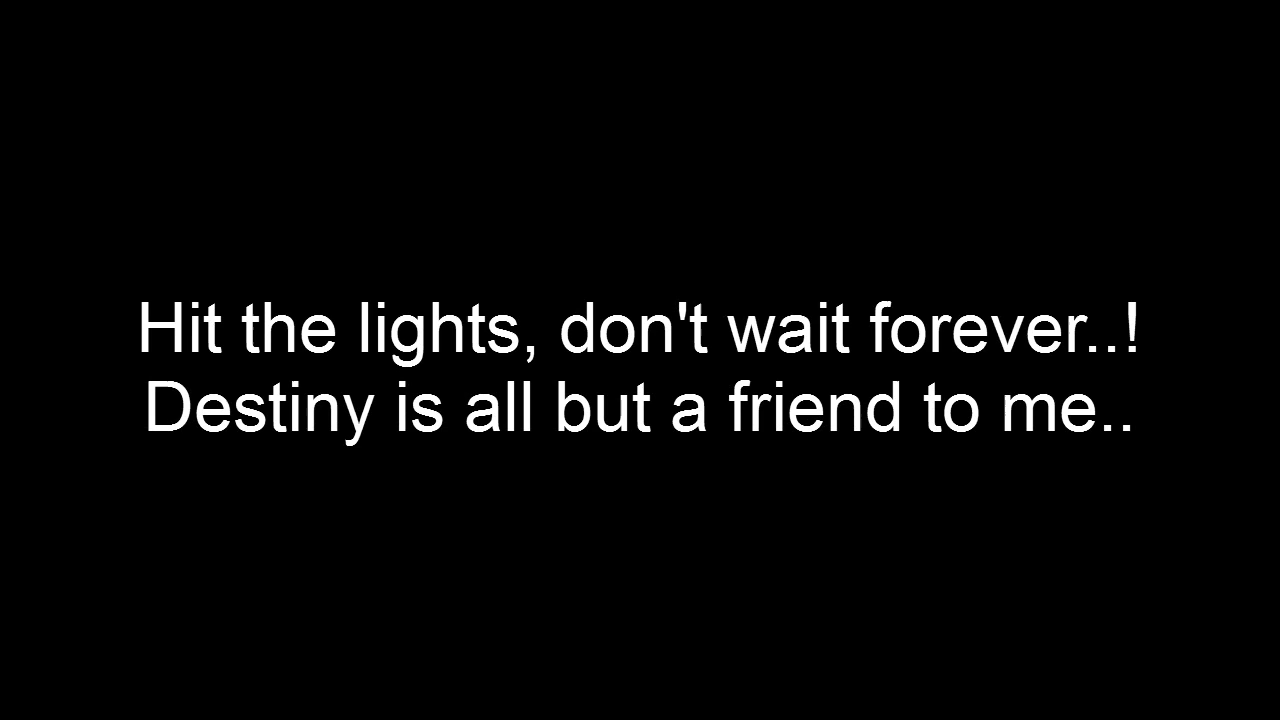 Hit the lights, don't wait forever..!
Destiny is all but a friend to me..